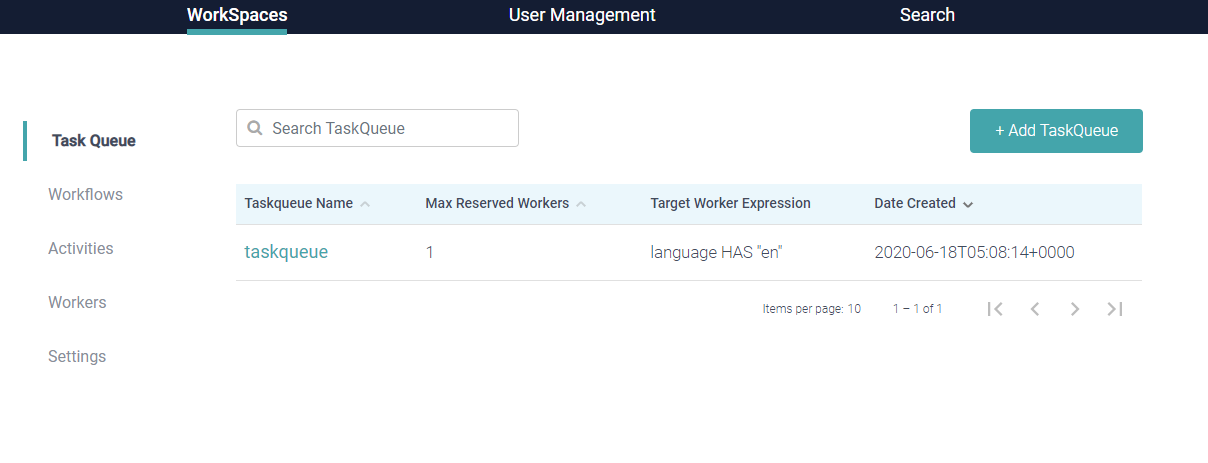 WorkSpaces User Management Search
Search TaskQueue
+ Add TaskQueue
Task Queue
Workflows
Activities
Workers
Settings
Taskqueue Name Max Reserved Workers Target Worker Expression Date Created
taskqueue 1 language HAS "en" 2020-06-18T05:08:14+0000
Items per page: 10 1 – 1 of 1